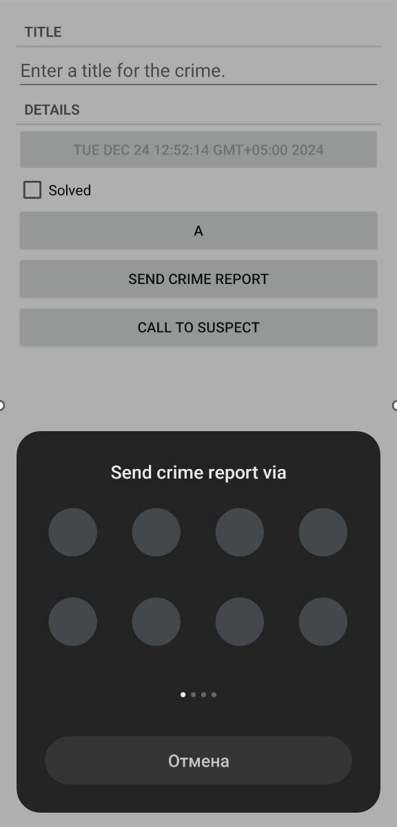 TITLE
Enter a title for the crime.
DETAILS
TUE DEC 24 12:52:14 GMT+05:00 2024
Solved
A
SEND CRIME REPORT
CALL TO SUSPECT
Send crime report via
Отмена